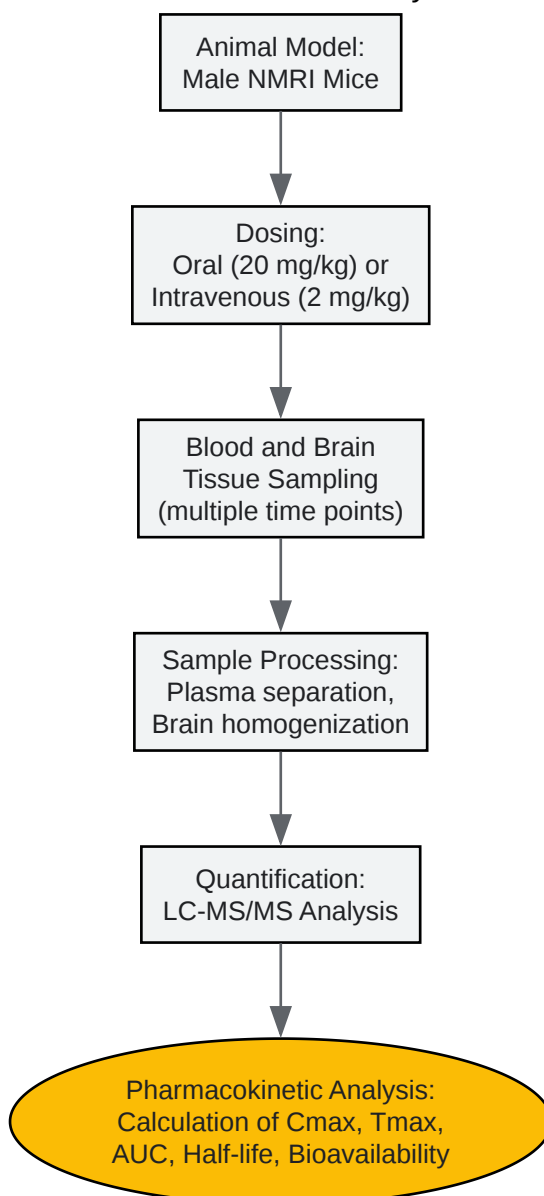 Animal Model:
Male NMRI Mice
Dosing:
Oral (20 mg/kg) or
Intravenous (2 mg/kg)
Blood and Brain
Tissue Sampling
(multiple time points)
Sample Processing:
Plasma separation,
Brain homogenization
Quantification:
LC-MS/MS Analysis
Pharmacokinetic Analysis:
Calculation of Cmax, Tmax,
AUC, Half-life, Bioavailability